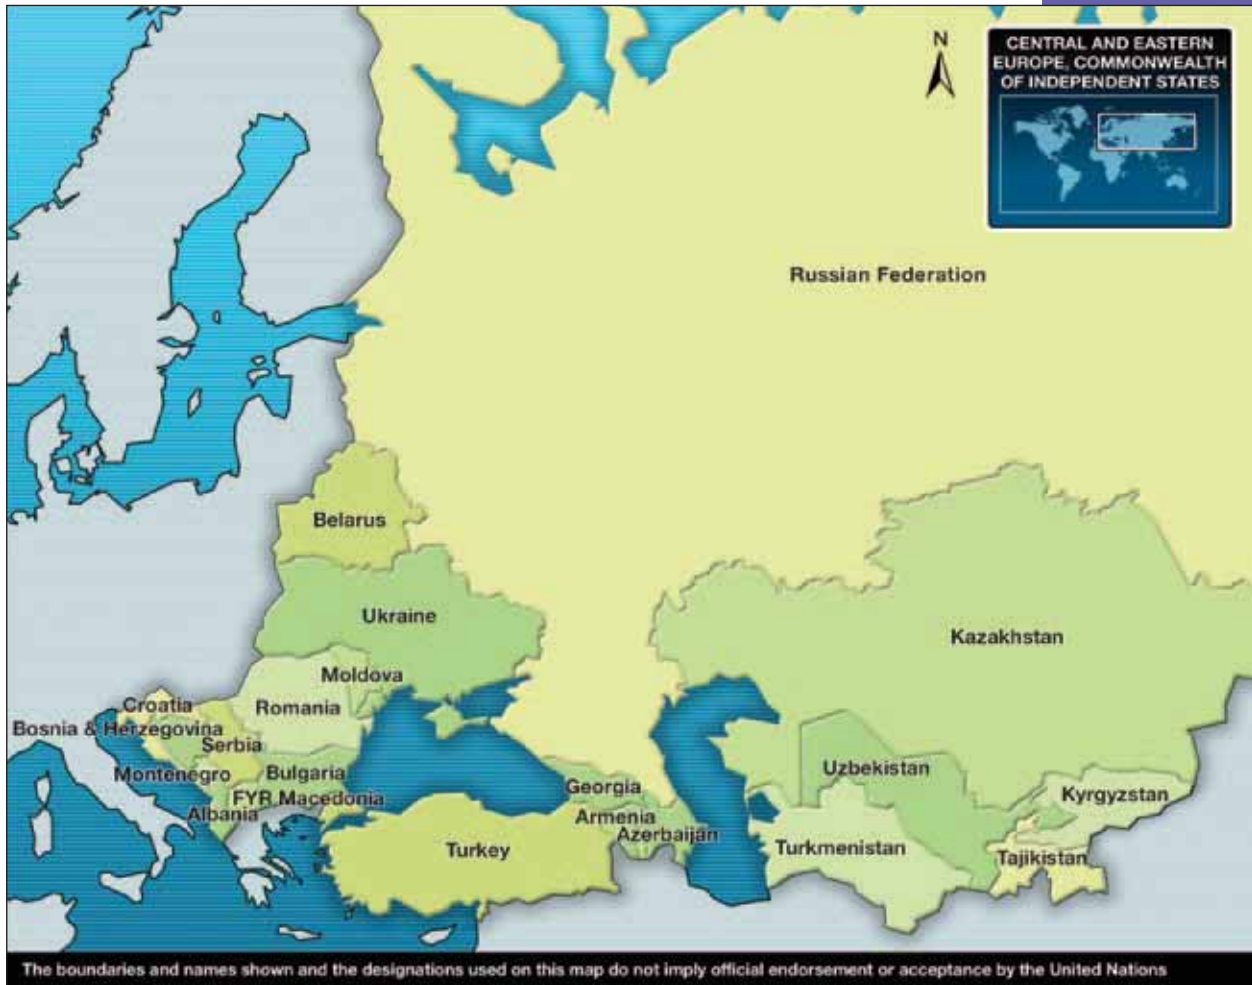 N
CENTRAL AND EASTERN
EUROPE, COMMONWEALTH
OF INDEPENDENT STATES
Russian Federation
Belarus
Ukraine
Kazakhstan
Moldova
Croatia
Romania
Bosnia & Herzegovina
Serbia
Montenegro
Bulgaria
Uzbekistan
Georgia
Kyrgyzstan
FYR Macedonia
Albania
Armenia
Azerbaijan
Turkey
Turkmenistan
Tajikistan
The boundaries and names shown and the designations used on this map do not imply official endorsement or acceptance by the United Nations